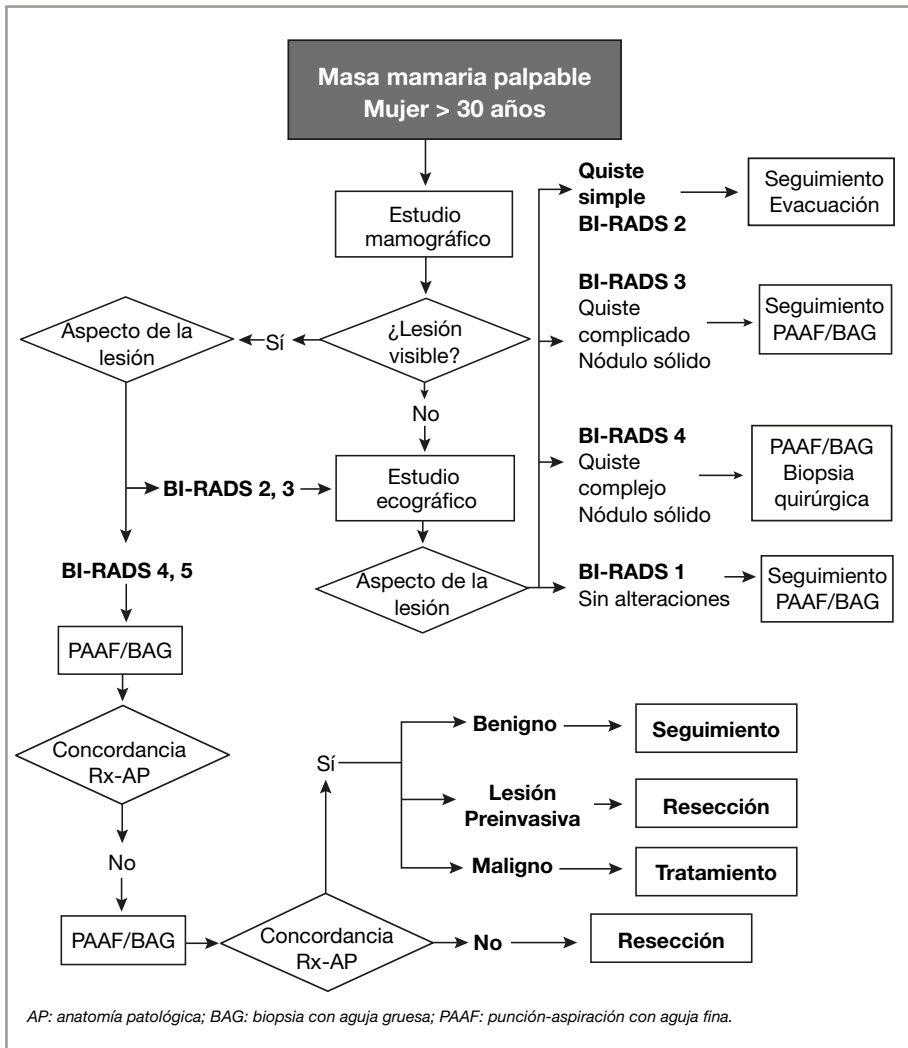 Masa mamaria palpable
Mujer > 30 años
Estudio
mamográfico
¿Lesión
visible?
Sí
Aspecto de la
lesión
No
BI-RADS 2, 3
Estudio
ecográfico
Aspecto de la
lesión
Quiste
simple
BI-RADS 2
Seguimiento
Evacuación
BI-RADS 3
Quiste
complicado
Nódulo sólido
Seguimiento
PAAF/BAG
BI-RADS 4
Quiste
complejo
Nódulo sólido
PAAF/BAG
Biopsia
quirúrgica
BI-RADS 1
Sin alteraciones
Seguimiento
PAAF/BAG
BI-RADS 4, 5
PAAF/BAG
Concordancia
Rx-AP
No
PAAF/BAG
Concordancia
Rx-AP
Sí
Benigno
Seguimiento
Lesión
Preinvasiva
Resección
Maligno
Tratamiento
No
Resección
AP: anatomía patológica; BAG: biopsia con aguja gruesa; PAAF: punción-aspiración con aguja fina.